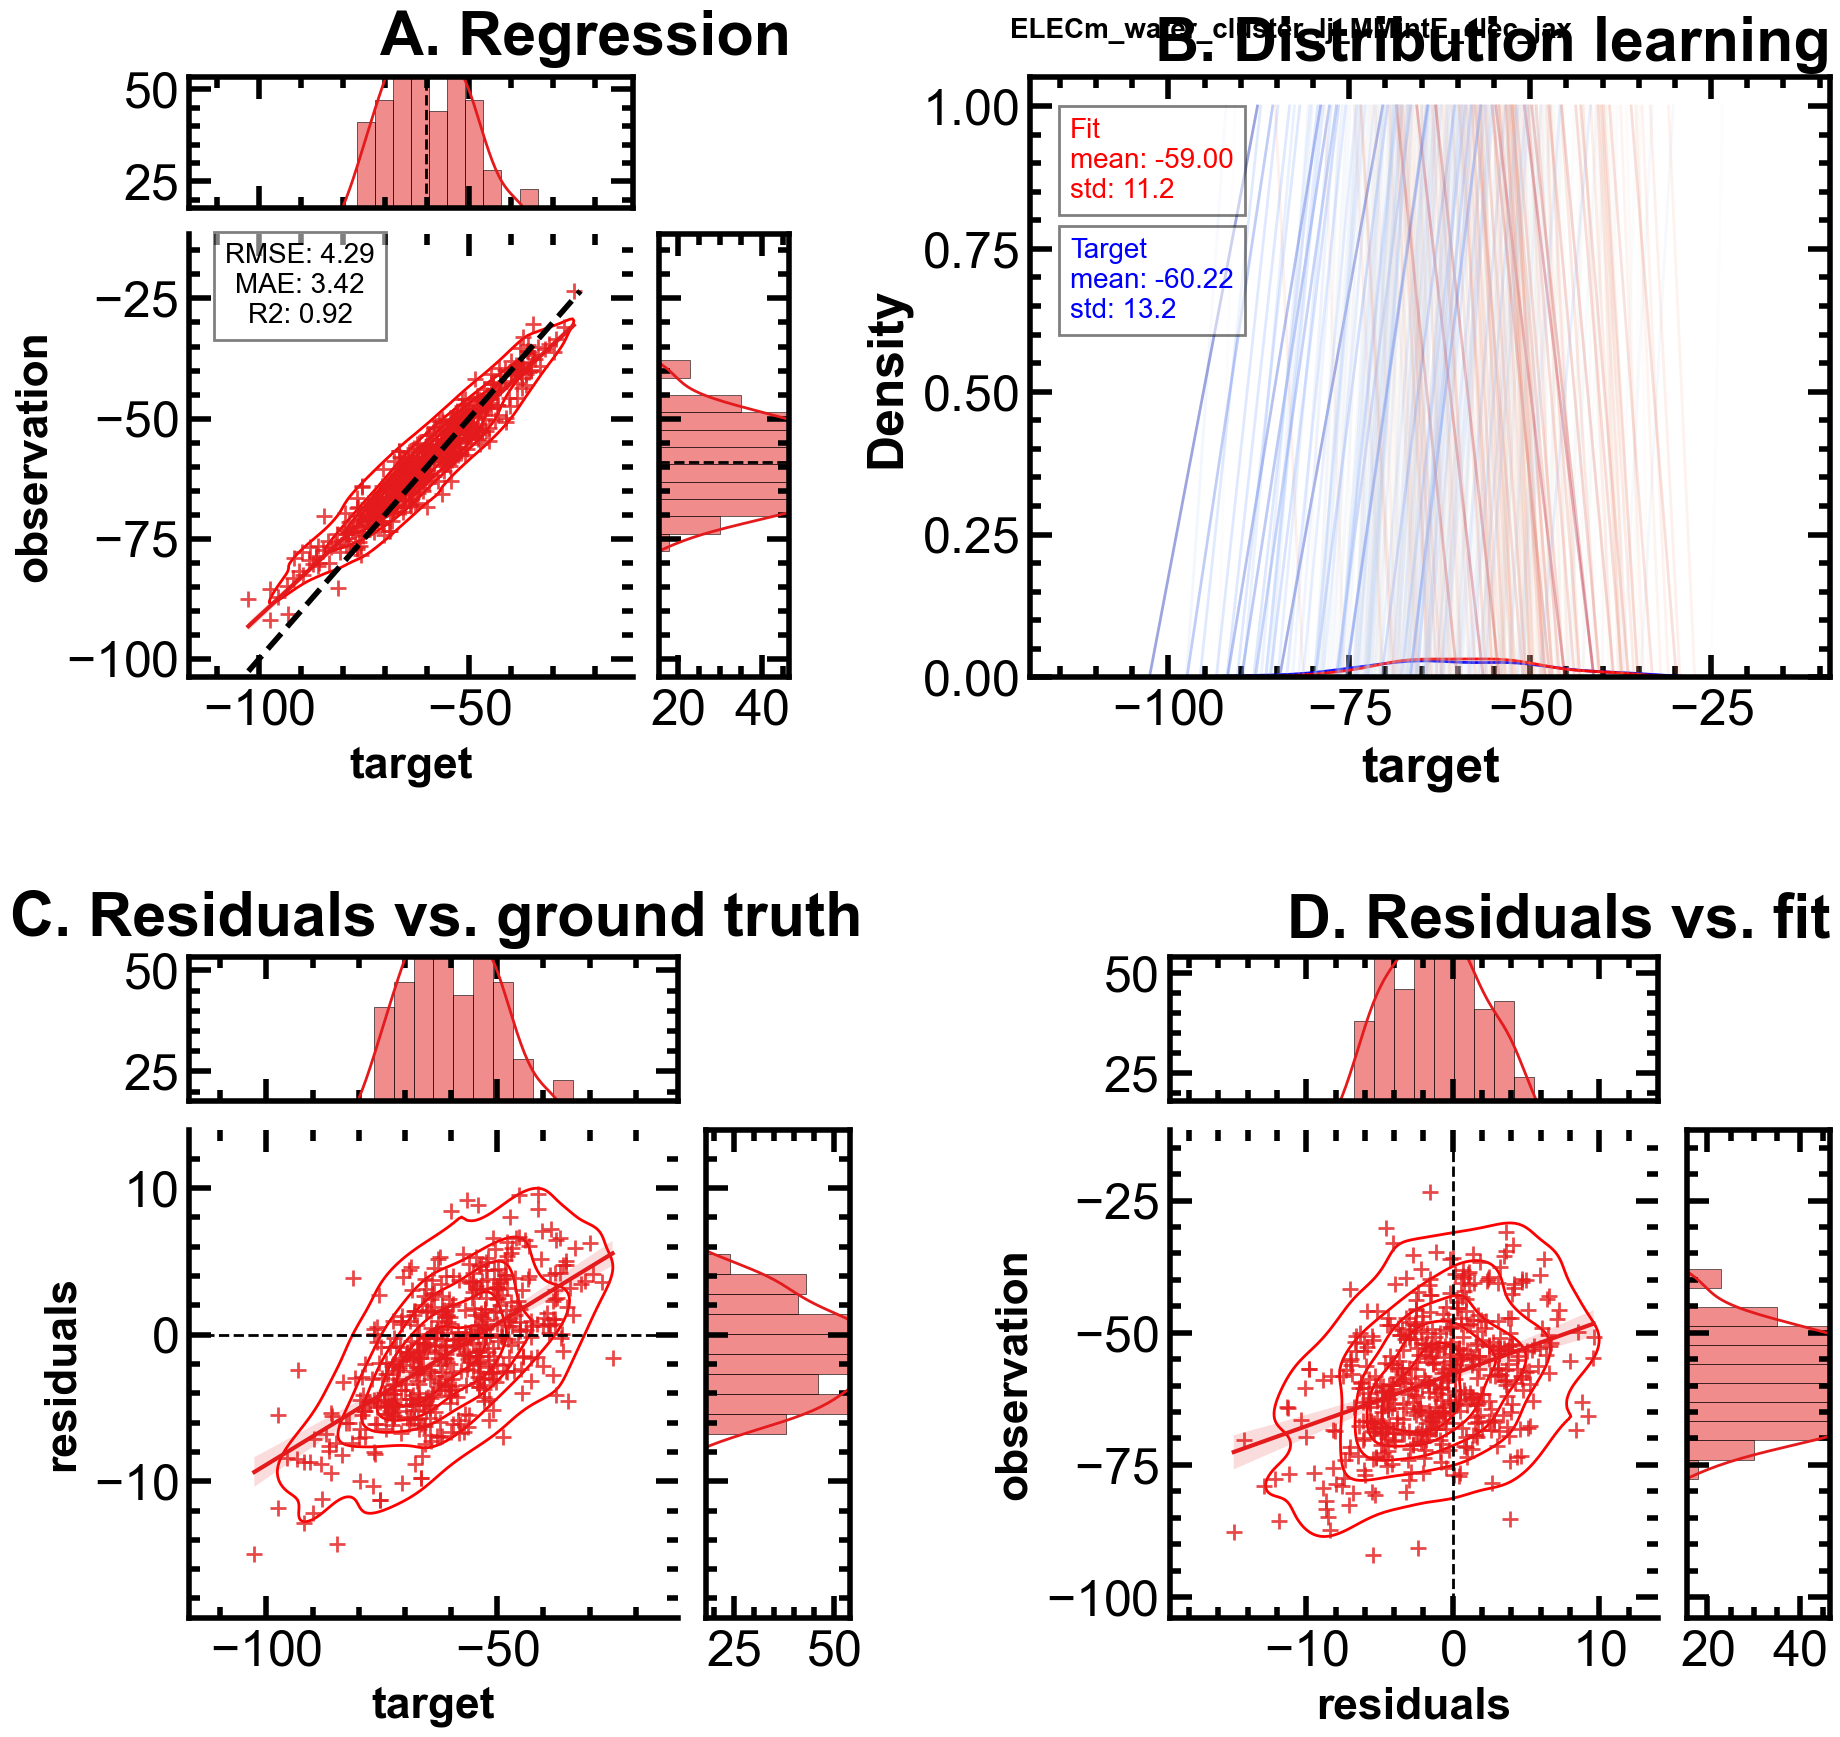 A. Regression
50
25
RMSE: 4.29
MAE: 3.42
R2: 0.92
−25
−50
−75
−100
observation
−100
−50
20
40
target
B. Distribution learning
1.00
0.75
0.50
0.25
0.00
Density
Fit
mean: -59.00
std: 11.2
Target
mean: -60.22
std: 13.2
−100
−75
−50
−25
target
C. Residuals vs. ground truth
50
25
10
0
−10
residuals
−100
−50
25
50
target
D. Residuals vs. fit
50
25
−25
−50
−75
−100
observation
−10
0
10
20
40
residuals